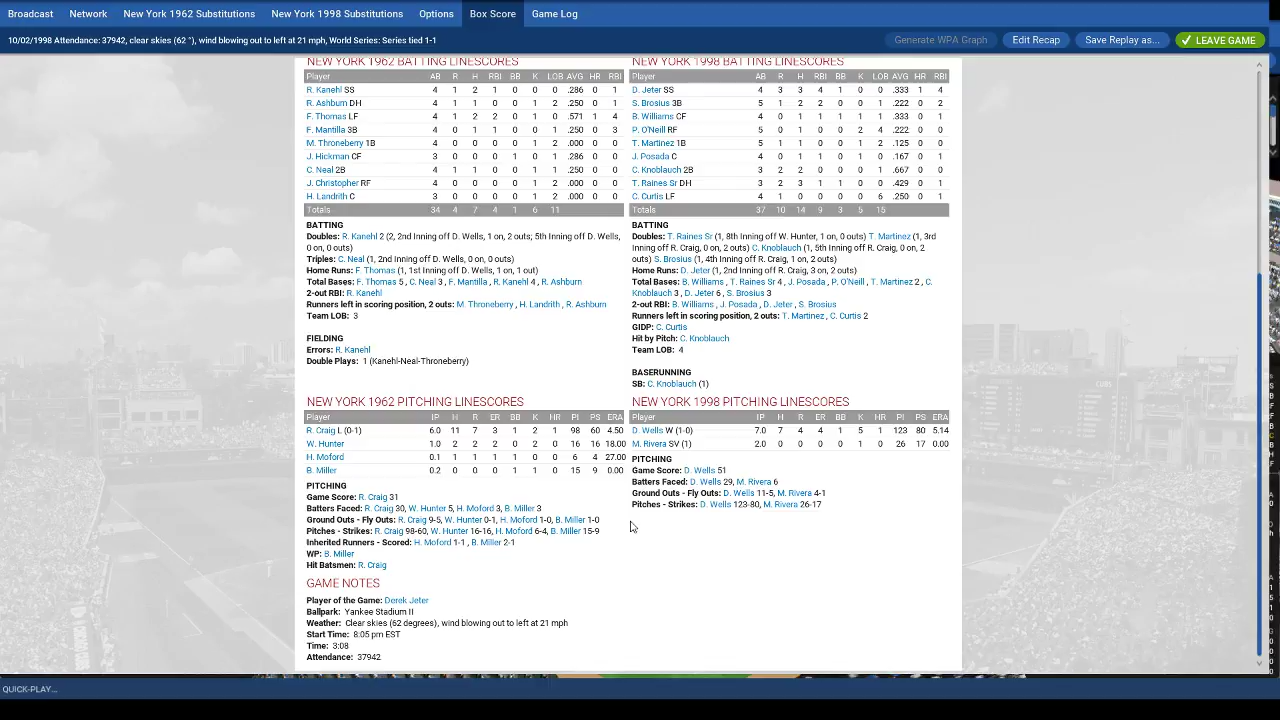 Broadcast Network New York 1962 Substitutions New York 1998 Substitutions Options Box Score Game Log
10/02/1998 Attendance: 37942, clear skies (62 °), wind blowing out to left at 21 mph, World Series: Series tied 1-1 Generate WPA Graph Edit Recap Save Replay as... LEAVE GAME
NEW YORK 1962 BATTING LINESCORES
Player AB R H RBI BB K LOB AVG HR RBI
R. Kanehl SS 4 1 2 1 0 0 0 .286 0 1
R. Ashburn DH 4 1 1 0 0 1 2 .250 0 0
F. Thomas LF 4 1 2 2 0 1 0 .571 1 4
F. Mantilla 3B 4 0 1 1 0 1 1 .250 0 3
M. Throneberry 1B 4 0 0 0 0 1 2 .000 0 0
J. Hickman CF 3 0 0 0 1 0 1 .286 0 0
C. Neal 2B 4 1 1 0 0 0 1 .250 0 0
J. Christopher RF 4 0 0 0 0 1 2 .000 0 0
H. Landrith C 3 0 0 0 0 1 2 .000 0 0
Totals 34 4 7 4 1 6 11
BATTING
Doubles: R. Kanehl 2 (2, 2nd Inning off D. Wells, 1 on, 2 outs; 5th Inning off D. Wells,
0 on, 0 outs)
Triples: C. Neal (1, 2nd Inning off D. Wells, 0 on, 0 outs)
Home Runs: F. Thomas (1, 1st Inning off D. Wells, 1 on, 1 out)
Total Bases: F. Thomas 5 , C. Neal 3 , F. Mantilla , R. Kanehl 4 , R. Ashburn
2-out RBI: R. Kanehl
Runners left in scoring position, 2 outs: M. Throneberry , H. Landrith , R. Ashburn
Team LOB: 3
FIELDING
Errors: R. Kanehl
Double Plays: 1 (Kanehl-Neal-Throneberry)
NEW YORK 1998 BATTING LINESCORES
Player AB R H RBI BB K LOB AVG HR RBI
D. Jeter SS 4 3 3 4 1 0 0 .333 1 4
S. Brosius 3B 5 1 2 2 0 0 1 .222 0 2
B. Williams CF 4 0 1 1 1 1 1 .333 0 1
P. O'Neill RF 5 0 1 0 0 2 4 .222 0 0
T. Martinez 1B 5 1 1 0 0 1 2 .125 0 0
J. Posada C 4 0 1 1 0 0 0 .167 0 1
C. Knoblauch 2B 3 2 2 0 0 0 1 .667 0 0
T. Raines Sr DH 3 2 3 1 1 0 0 .429 0 1
C. Curtis LF 4 1 0 0 0 0 6 .250 0 1
Totals 37 10 14 9 3 5 15
BATTING
Doubles: T. Raines Sr (1, 8th Inning off W. Hunter, 1 on, 0 outs) T. Martinez (1, 3rd
Inning off R. Craig, 0 on, 2 outs) C. Knoblauch (1, 5th Inning off R. Craig, 0 on, 2
outs) S. Brosius (1, 4th Inning off R. Craig, 1 on, 2 outs)
Home Runs: D. Jeter (1, 2nd Inning off R. Craig, 3 on, 2 outs)
Total Bases: B. Williams , T. Raines Sr 4 , J. Posada , P. O'Neill , T. Martinez 2 , C.
Knoblauch 3 , D. Jeter 6 , S. Brosius 3
2-out RBI: B. Williams , J. Posada , D. Jeter , S. Brosius
Runners left in scoring position, 2 outs: T. Martinez , C. Curtis 2
GIDP: C. Curtis
Hit by Pitch: C. Knoblauch
Team LOB: 4
BASERUNNING
SB: C. Knoblauch (1)
NEW YORK 1962 PITCHING LINESCORES
Player IP H R ER BB K HR PI PS ERA
R. Craig L (0-1) 6.0 11 7 3 1 2 1 98 60 4.50
W. Hunter 1.0 2 2 2 0 2 0 16 16 18.00
H. Moford 0.1 1 1 1 1 0 0 6 4 27.00
B. Miller 0.2 0 0 0 1 1 0 15 9 0.00
PITCHING
Game Score: R. Craig 31
Batters Faced: R. Craig 30, W. Hunter 5, H. Moford 3, B. Miller 3
Ground Outs - Fly Outs: R. Craig 9-5, W. Hunter 0-1, H. Moford 1-0, B. Miller 1-0
Pitches - Strikes: R. Craig 98-60, W. Hunter 16-16, H. Moford 6-4, B. Miller 15-9
Inherited Runners - Scored: H. Moford 1-1 , B. Miller 2-1
WP: B. Miller
Hit Batsmen: R. Craig
NEW YORK 1998 PITCHING LINESCORES
Player IP H R ER BB K HR PI PS ERA
D. Wells W (1-0) 7.0 7 4 4 1 5 1 123 80 5.14
M. Rivera SV (1) 2.0 0 0 0 0 1 0 26 17 0.00
PITCHING
Game Score: D. Wells 51
Batters Faced: D. Wells 29, M. Rivera 6
Ground Outs - Fly Outs: D. Wells 11-5, M. Rivera 4-1
Pitches - Strikes: D. Wells 123-80, M. Rivera 26-17
GAME NOTES
Player of the Game: Derek Jeter
Ballpark: Yankee Stadium II
Weather: Clear skies (62 degrees), wind blowing out to left at 21 mph
Start Time: 8:05 pm EST
Time: 3:08
Attendance: 37942
QUICK-PLAY...